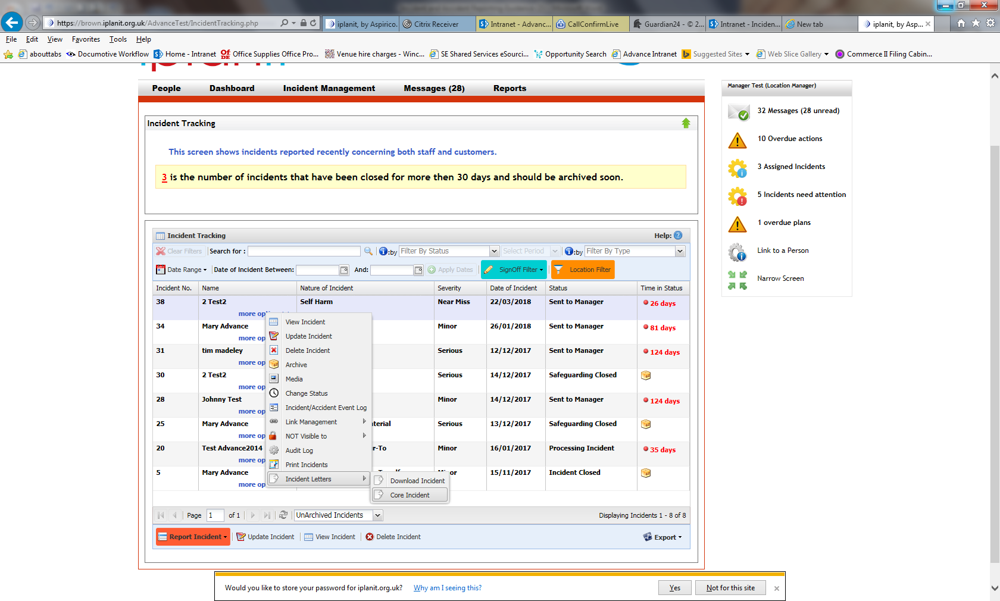 https://brown.iplanit.org.uk/AdvanceTest/IncidentTracking.php
iplanit, by Aspirico.
Citrix Receiver
Intranet - Advanc...
CallConfirmLive
Guardian24 - © 2...
Intranet - Inciden...
New tab
iplanit, by Asp...
File Edit View Favorites Tools Help
abouttabs
Documotive Workflow
Home - Intranet
Office Supplies Office Pro...
Venue hire charges - Winc...
SE Shared Services eSourci...
Opportunity Search
Advance Intranet
Suggested Sites
Web Slice Gallery
Commerce II Filing Cabin...
People Dashboard Incident Management Messages (28) Reports
Manager Test (Location Manager)
32 Messages (28 unread)
10 Overdue actions
3 Assigned Incidents
5 Incidents need attention
1 overdue plans
Link to a Person
Narrow Screen
Incident Tracking
This screen shows incidents reported recently concerning both staff and customers.
3 is the number of incidents that have been closed for more then 30 days and should be archived soon.
Incident Tracking Help:
Clear Filters Search for : :by Filter By Status Select Period :by Filter By Type
Date Range Date of Incident Between: And: Apply Dates SignOff Filter Location Filter
Incident No. Name Nature of Incident Severity Date of Incident Status Time in Status
38 2 Test2 Self Harm Near Miss 22/03/2018 Sent to Manager 26 days
more op
34 Mary Advance Minor 26/01/2018 Sent to Manager 81 days
more op
31 tim madeley Serious 12/12/2017 Sent to Manager 124 days
more op
30 2 Test2 Serious 14/12/2017 Safeguarding Closed
more op
28 Johnny Test Minor 14/12/2017 Sent to Manager 124 days
more op
25 Mary Advance terial Serious 13/12/2017 Safeguarding Closed
more op
20 Test Advance2014 r-To Minor 16/01/2017 Processing Incident 35 days
more op
5 Mary Advance or 15/11/2017 Incident Closed
more op
View Incident
Update Incident
Delete Incident
Archive
Media
Change Status
Incident/Accident Event Log
Link Management
NOT Visible to
Audit Log
Print Incidents
Incident Letters
Download Incident
Core Incident
Page 1 of 1 UnArchived Incidents Displaying Incidents 1 - 8 of 8
Report Incident Update Incident View Incident Delete Incident Export
Would you like to store your password for iplanit.org.uk? Why am I seeing this? Yes Not for this site